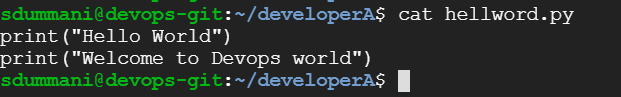 sdummani@devops-git:~/developerA$ cat hellword.py
print("Hello World")
print("Welcome to Devops world")
sdummani@devops-git:~/developerA$